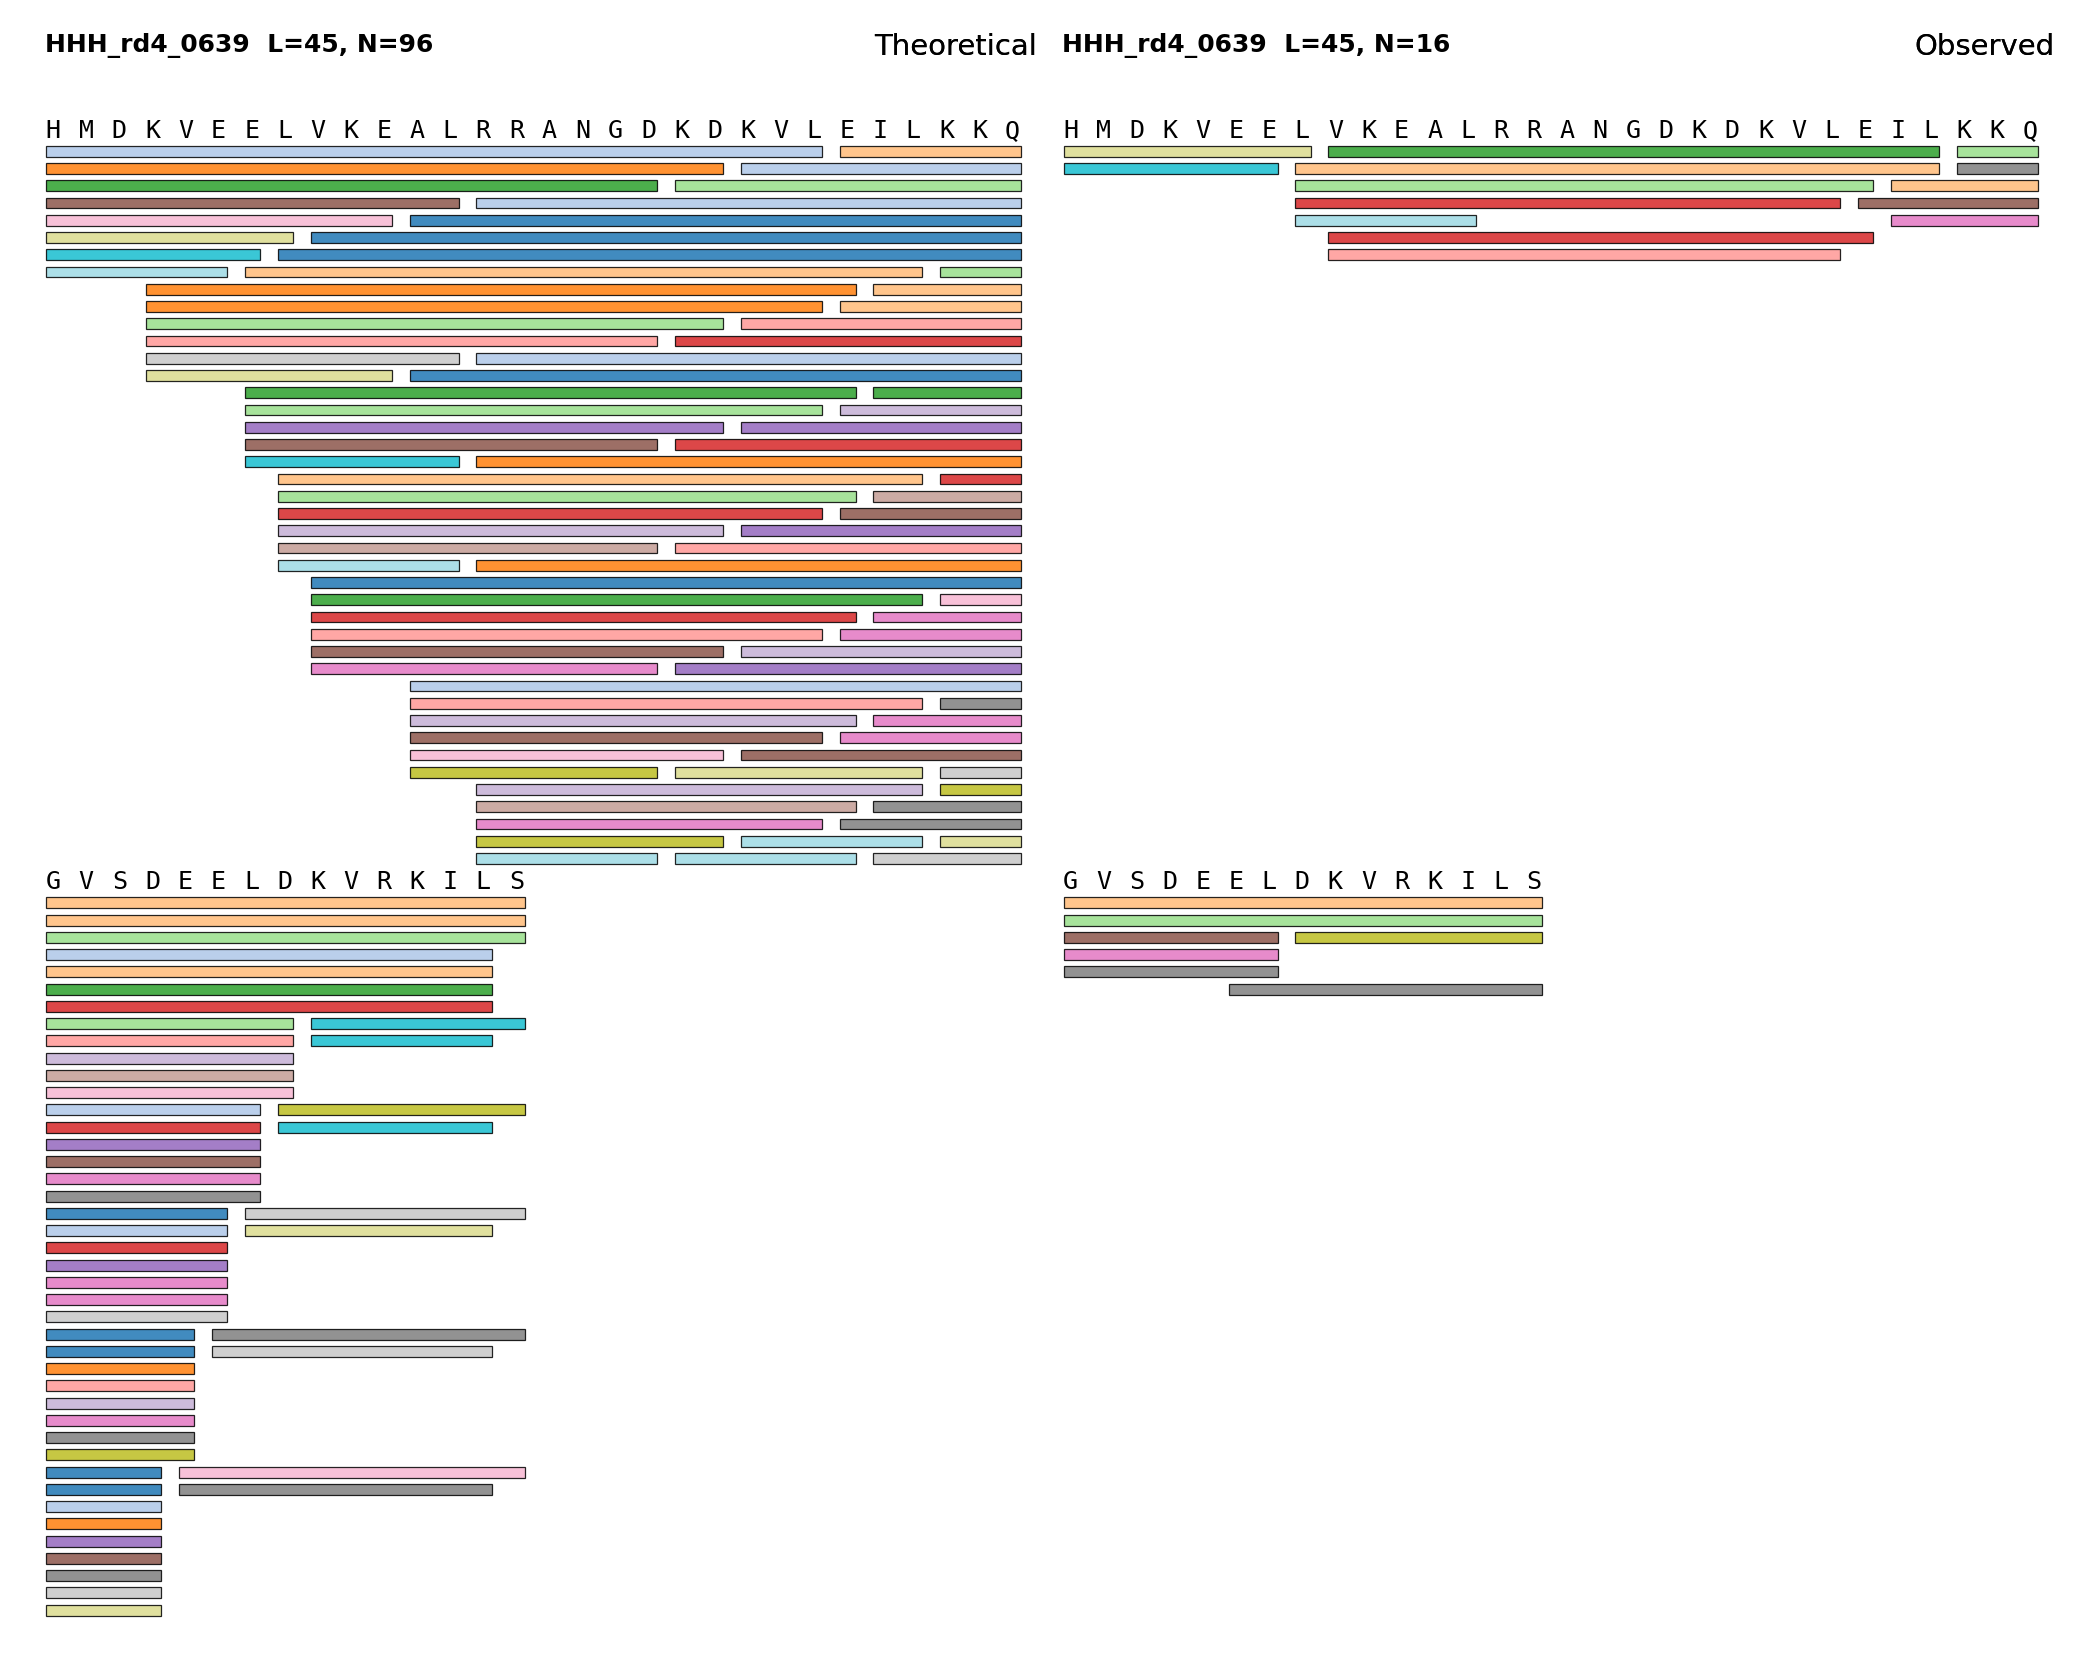 HHH_rd4_0639 L=45, N=96 Theoretical
H M D K V E E L V K E A L R R A N G D K D K V L E I L K K Q
G V S D E E L D K V R K I L S
HHH_rd4_0639 L=45, N=16 Observed
H M D K V E E L V K E A L R R A N G D K D K V L E I L K K Q
G V S D E E L D K V R K I L S